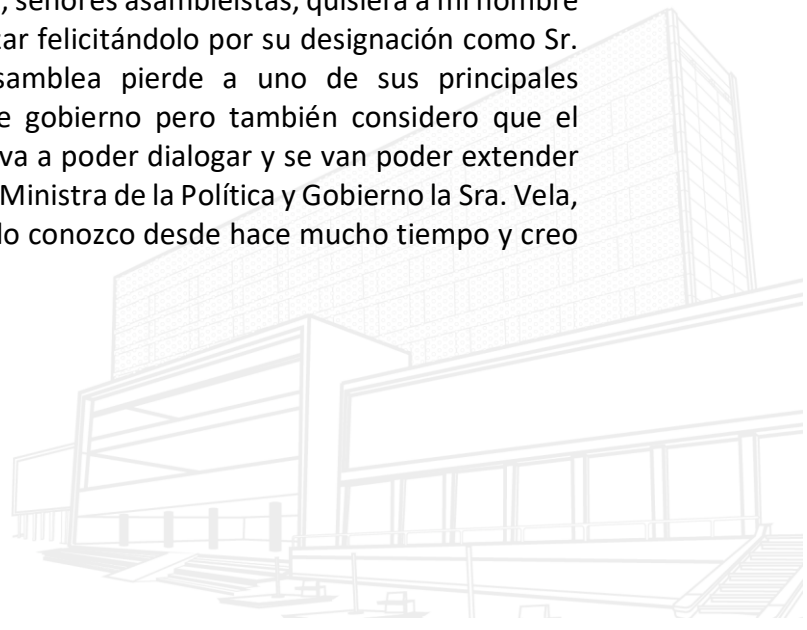 , señores asambleístas, quisiera a mi nombre
zar felicitándolo por su designación como Sr.
samblea pierde a uno de sus principales
e gobierno pero también considero que el
va a poder dialogar y se van poder extender
Ministra de la Política y Gobierno la Sra. Vela,
lo conozco desde hace mucho tiempo y creo